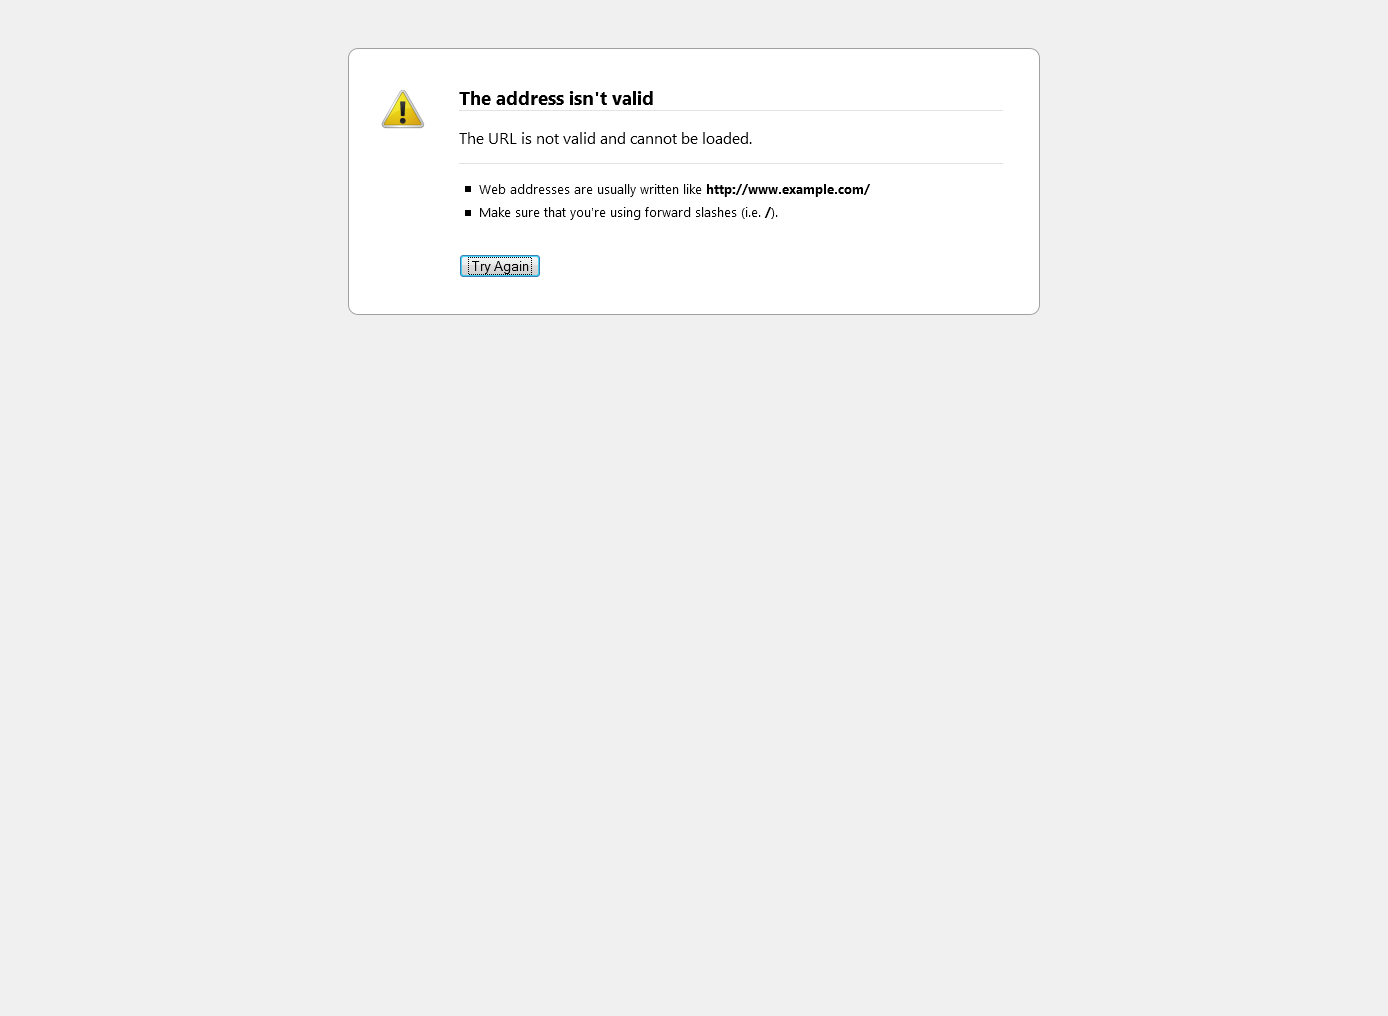 The address isn't valid
The URL is not valid and cannot be loaded.
Web addresses are usually written like http://www.example.com/
Make sure that you're using forward slashes (i.e. /).
Try Again